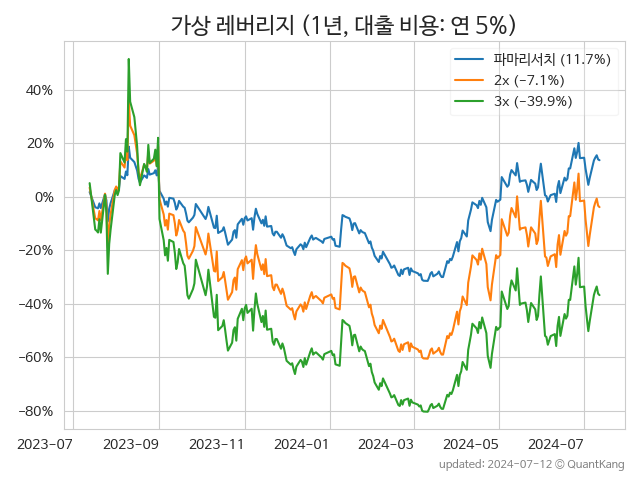 가상 레버리지 (1년, 대출 비용: 연 5%)
파마리서치 (11.7%)
2x (−7.1%)
3x (−39.9%)
40%
20%
0%
−20%
−40%
−60%
−80%
2023-07 2023-09 2023-11 2024-01 2024-03 2024-05 2024-07
updated: 2024-07-12 © QuantKang